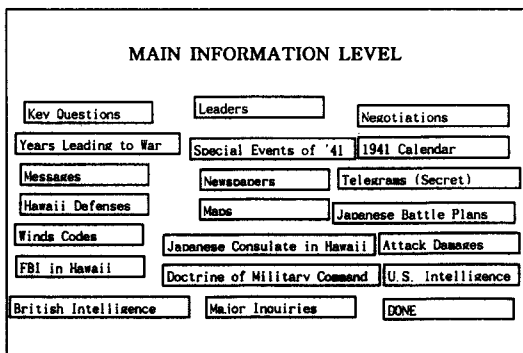 MAIN INFORMATION LEVEL
Key Questions
Leaders
Negotiations
Years Leading to War
Special Events of '41
1941 Calendar
Messages
Newspapers
Telegrams (Secret)
Hawaii Defenses
Maps
Japanese Battle Plans
Winds Codes
Japanese Consulate in Hawaii
Attack Damages
FBI in Hawaii
Doctrine of Military Command
U.S. Intelligence
British Intelligence
Major Inquiries
DONE